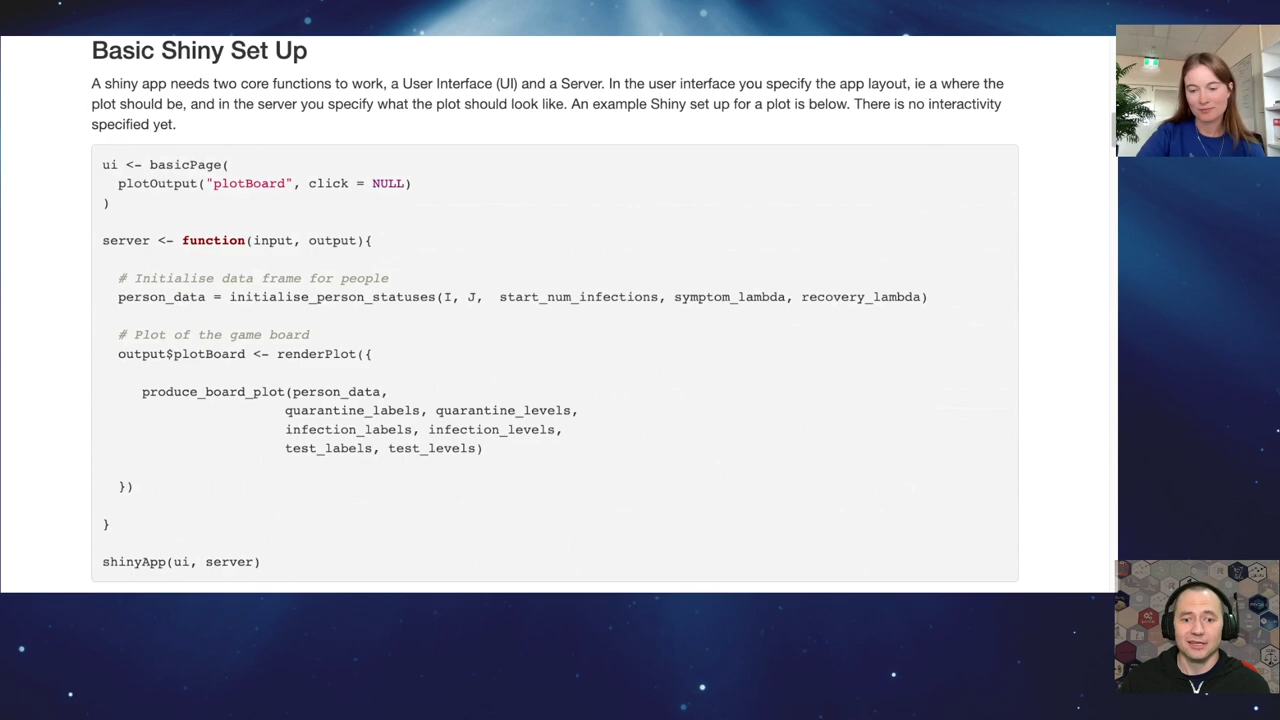 Basic Shiny Set Up
A shiny app needs two core functions to work, a User Interface (UI) and a Server. In the user interface you specify the app layout, ie a where the
plot should be, and in the server you specify what the plot should look like. An example Shiny set up for a plot is below. There is no interactivity
specified yet.
ui <- basicPage(
plotOutput("plotBoard", click = NULL)
)
server <- function(input, output){
# Initialise data frame for people
person_data = initialise_person_statuses(I, J,  start_num_infections, symptom_lambda, recovery_lambda)
# Plot of the game board
output$plotBoard <- renderPlot({
produce_board_plot(person_data,
quarantine_labels, quarantine_levels,
infection_labels, infection_levels,
test_labels, test_levels)
})
}
shinyApp(ui, server)